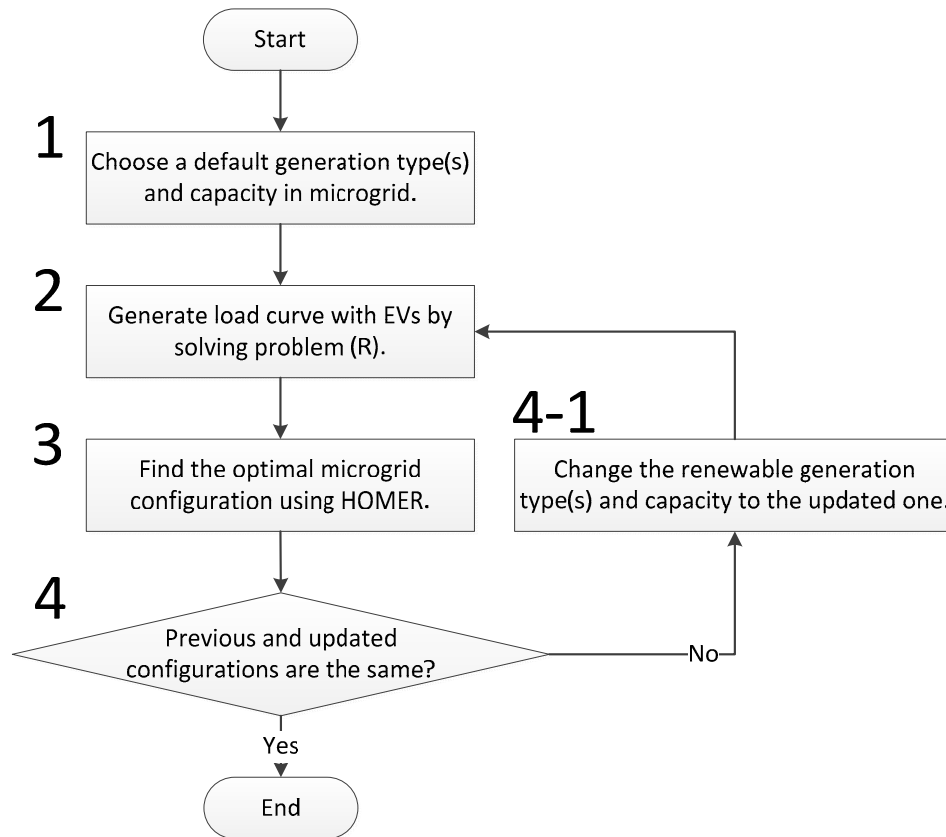 Start
1
Choose a default generation type(s)
and capacity in microgrid.
2
Generate load curve with EVs by
solving problem (R).
3
Find the optimal microgrid
configuration using HOMER.
4-1
Change the renewable generation
type(s) and capacity to the updated one.
4
Previous and updated
configurations are the same?
No
Yes
End